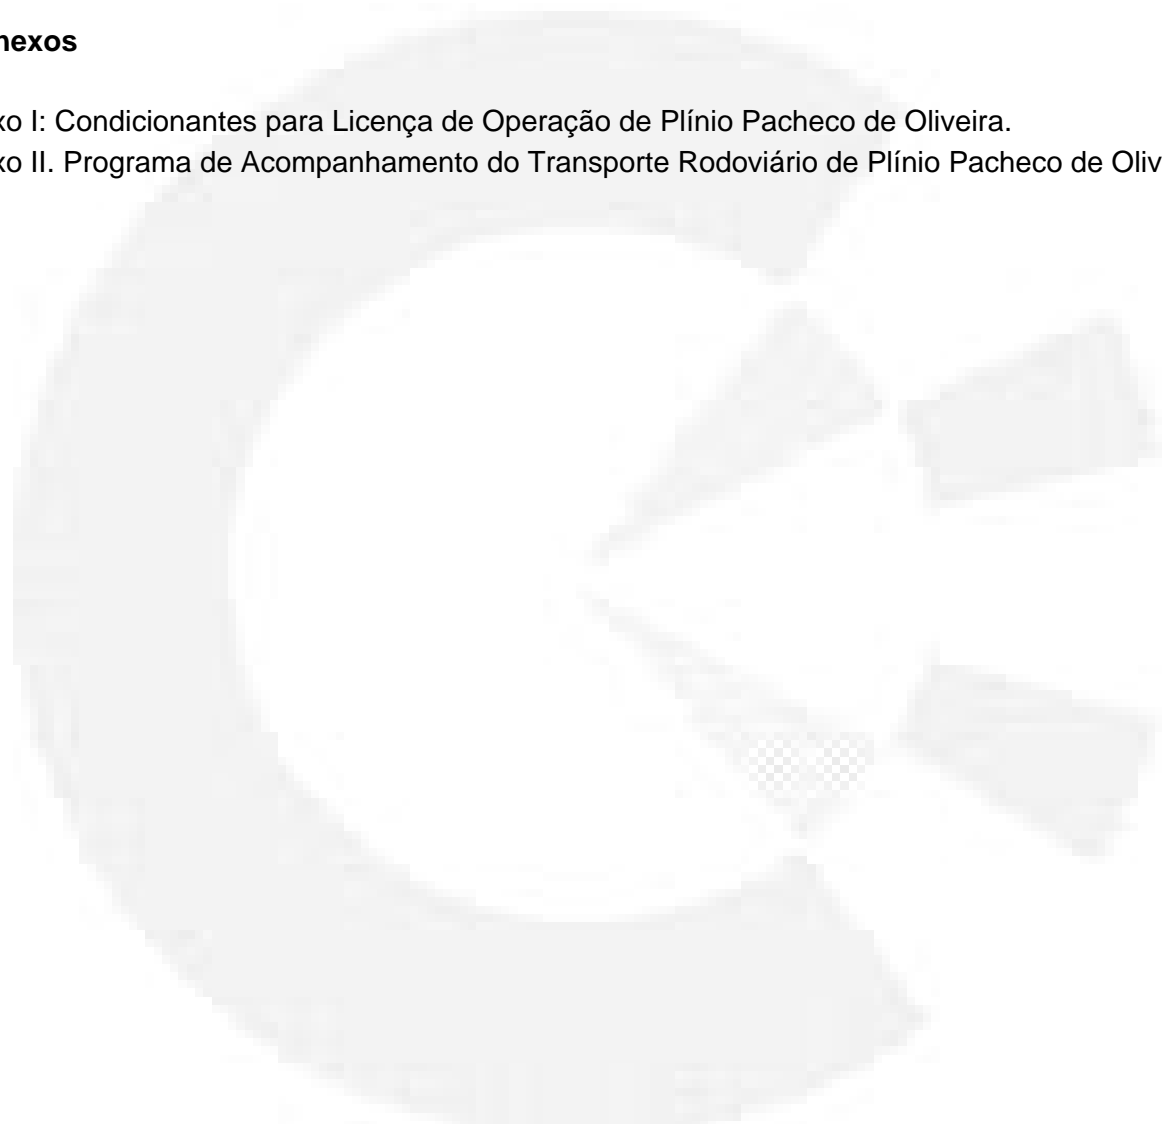 nexos
xo I: Condicionantes para Licença de Operação de Plínio Pacheco de Oliveira.
xo II. Programa de Acompanhamento do Transporte Rodoviário de Plínio Pacheco de Oliv